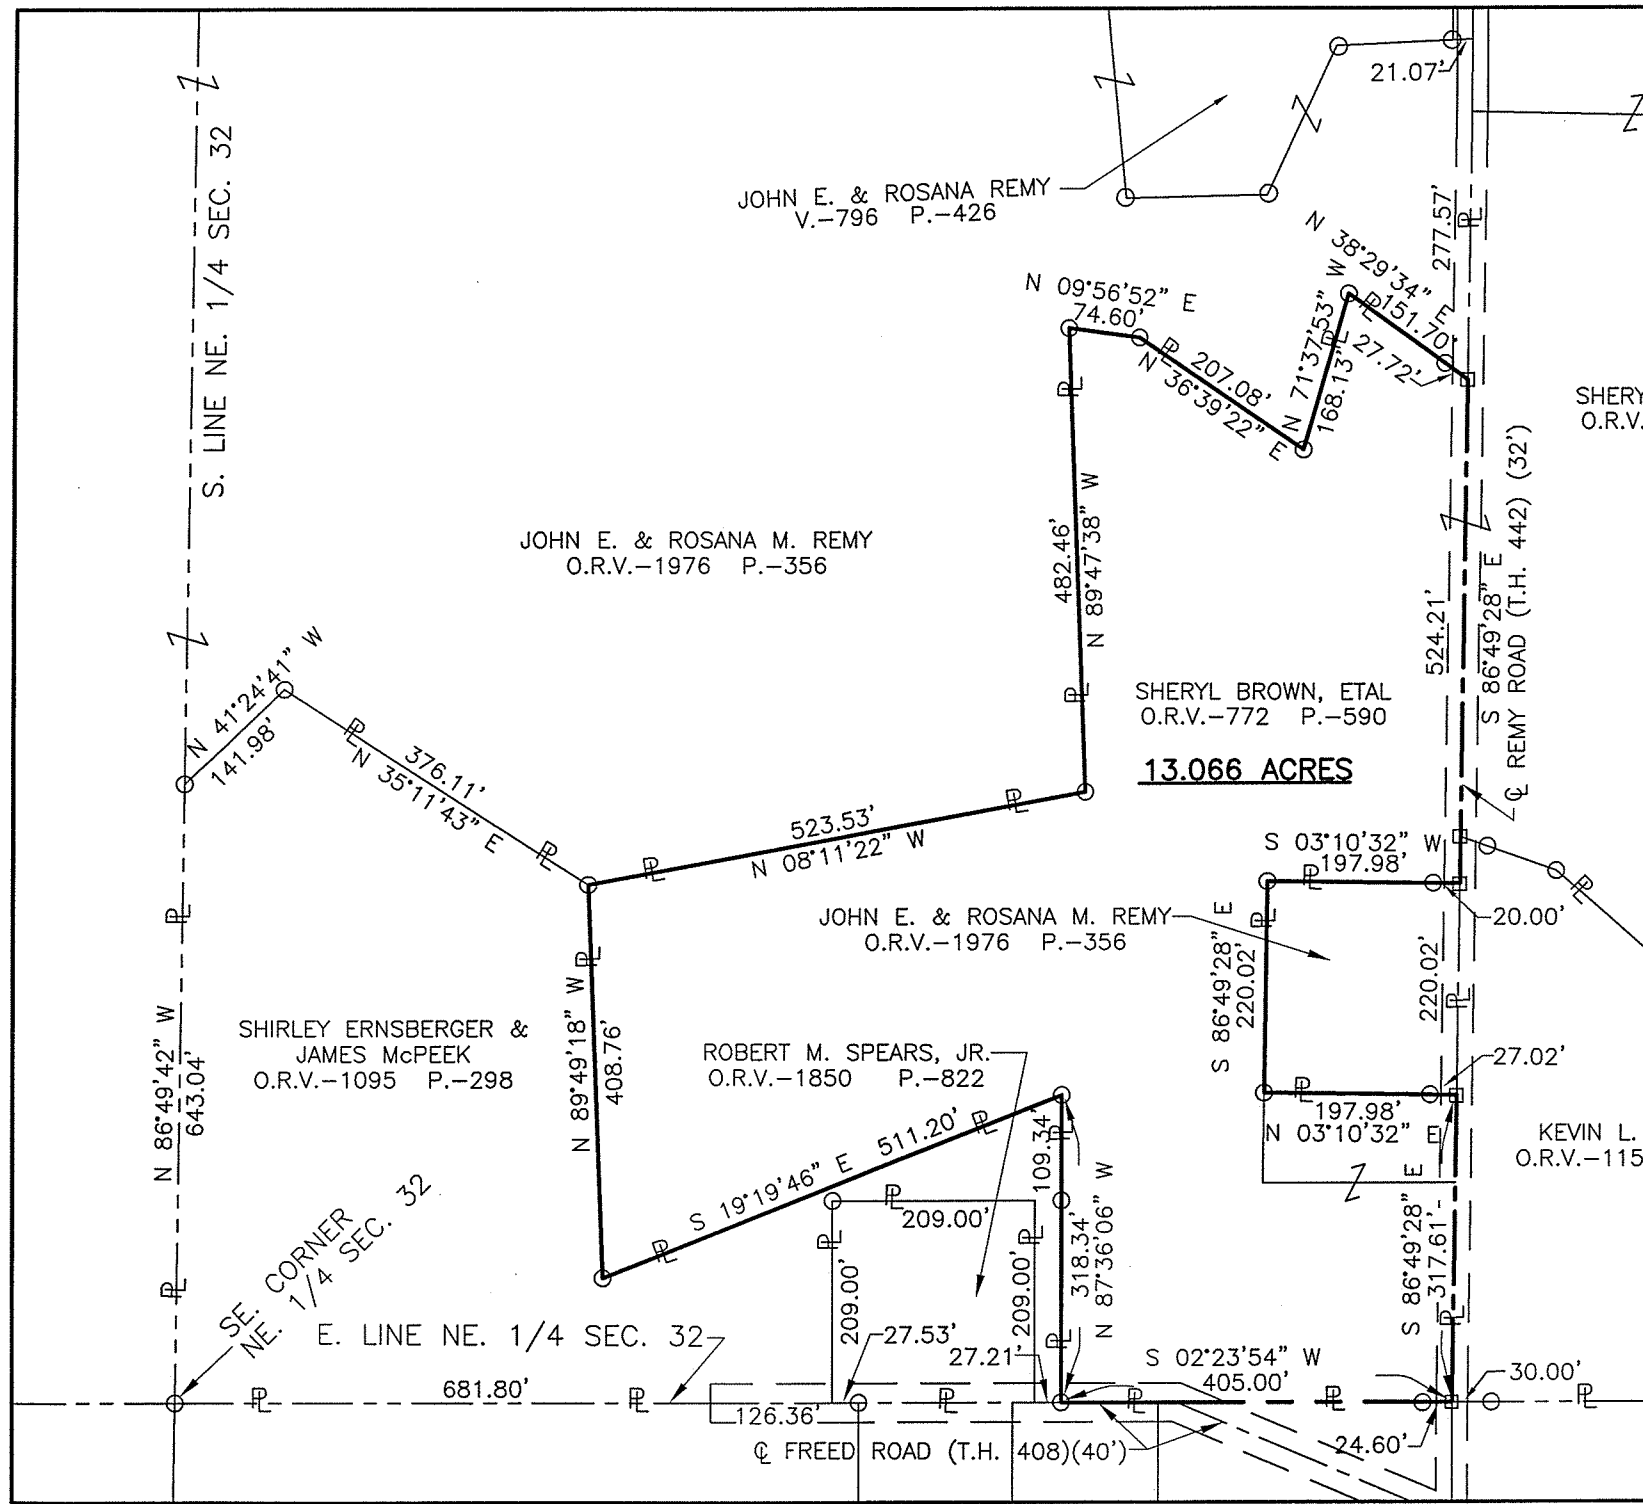 21.07'
S. LINE NE. 1/4 SEC. 32
JOHN E. & ROSANA REMY
V.-796 P.-426
277.57'
N 38°29'34" E
151.70'
27.72'
N 09°56'52" E
74.60'
207.08'
N 36°39'22" E
N 71°37'53" W
168.13'
SHERY
O.R.V.
482.46'
N 89°47'38" W
JOHN E. & ROSANA M. REMY
O.R.V.-1976 P.-356
524.21'
S 86°49'28" E
℄ REMY ROAD (T.H. 442) (32')
N 41°24'41" W
141.98'
376.11'
N 35°11'43" E
SHERYL BROWN, ETAL
O.R.V.-772 P.-590
13.066 ACRES
523.53'
N 08°11'22" W
S 03°10'32" W
197.98'
20.00'
JOHN E. & ROSANA M. REMY
O.R.V.-1976 P.-356
S 86°49'28" E
220.02'
220.02'
N 86°49'42" W
643.04'
SHIRLEY ERNSBERGER &
JAMES McPEEK
O.R.V.-1095 P.-298
N 89°49'18" W
408.76'
ROBERT M. SPEARS, JR.
O.R.V.-1850 P.-822
27.02'
197.98'
N 03°10'32" E
KEVIN L.
O.R.V.-115
S 19°19'46" E 511.20'
109.34'
318.34'
N 87°36'06" W
S 86°49'28" E
317.61'
209.00'
209.00'
209.00'
SE. CORNER
NE. 1/4 SEC. 32
E. LINE NE. 1/4 SEC. 32
27.53'
27.21'
S 02°23'54" W
405.00'
30.00'
681.80'
126.36'
24.60'
℄ FREED ROAD (T.H. 408)(40')